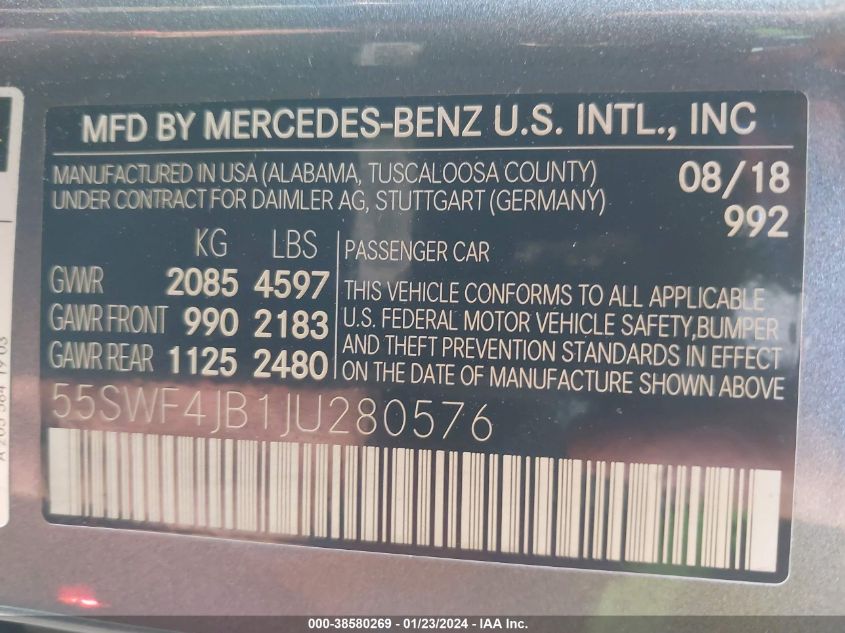 MFD BY MERCEDES-BENZ U.S. INTL., INC
MANUFACTURED IN USA (ALABAMA, TUSCALOOSA COUNTY)
UNDER CONTRACT FOR DAIMLER AG, STUTTGART (GERMANY)
08/18
992
KG LBS
GVWR 2085 4597
GAWR FRONT 990 2183
GAWR REAR 1125 2480
PASSENGER CAR
THIS VEHICLE CONFORMS TO ALL APPLICABLE
U.S. FEDERAL MOTOR VEHICLE SAFETY,BUMPER
AND THEFT PREVENTION STANDARDS IN EFFECT
ON THE DATE OF MANUFACTURE SHOWN ABOVE
55SWF4JB1JU280576
000-38580269 - 01/23/2024 - IAA Inc.